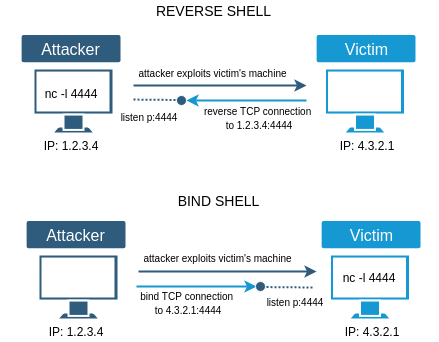 REVERSE SHELL
Attacker
Victim
attacker exploits victim's machine
nc -l 4444
listen p:4444
reverse TCP connection
to 1.2.3.4:4444
IP: 1.2.3.4
IP: 4.3.2.1
BIND SHELL
Attacker
Victim
attacker exploits victim's machine
nc -l 4444
bind TCP connection
to 4.3.2.1:4444
listen p:4444
IP: 1.2.3.4
IP: 4.3.2.1